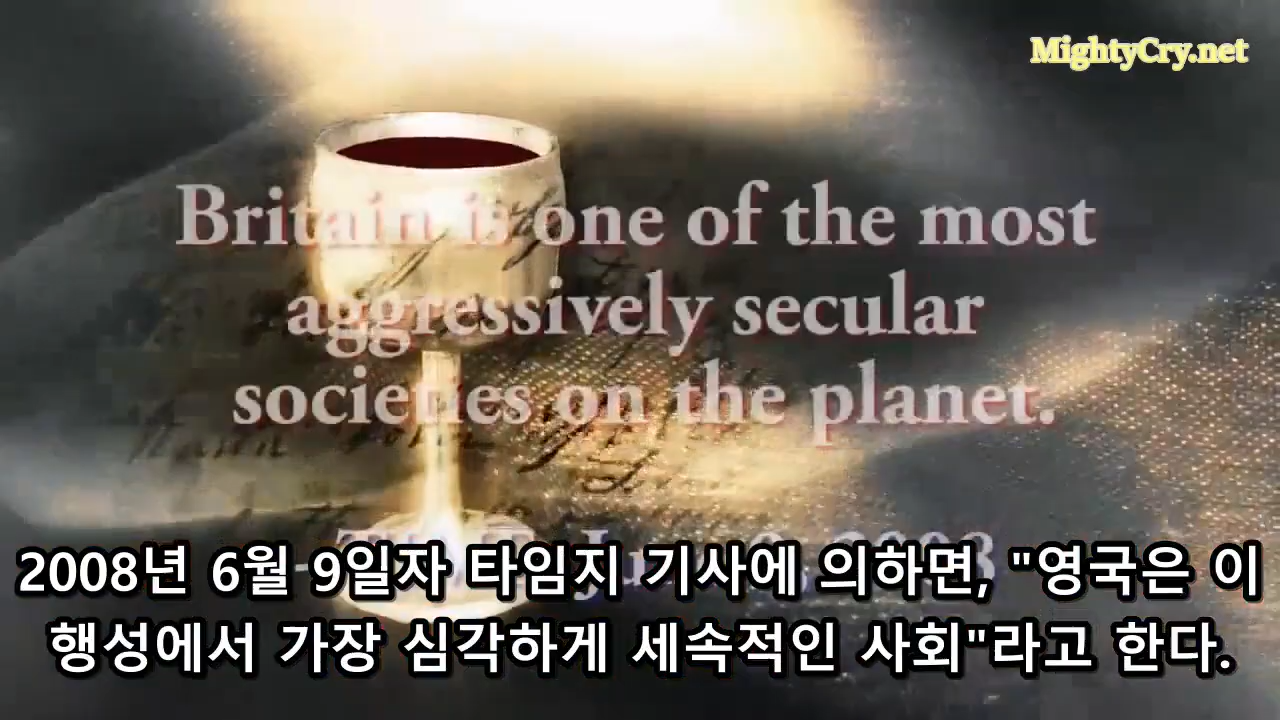 MightyCry.net
Britain is one of the most
aggressively secular
societies on the planet.
2008년 6월 9일자 타임지 기사에 의하면, "영국은 이
행성에서 가장 심각하게 세속적인 사회"라고 한다.